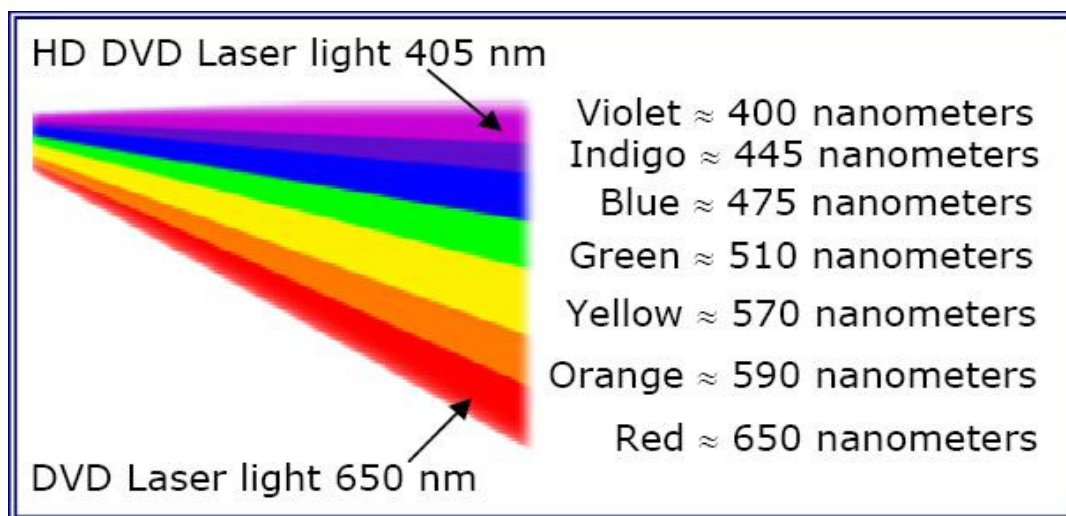 HD DVD Laser light 405 nm
Violet ≈ 400 nanometers
Indigo ≈ 445 nanometers
Blue ≈ 475 nanometers
Green ≈ 510 nanometers
Yellow ≈ 570 nanometers
Orange ≈ 590 nanometers
Red ≈ 650 nanometers
DVD Laser light 650 nm